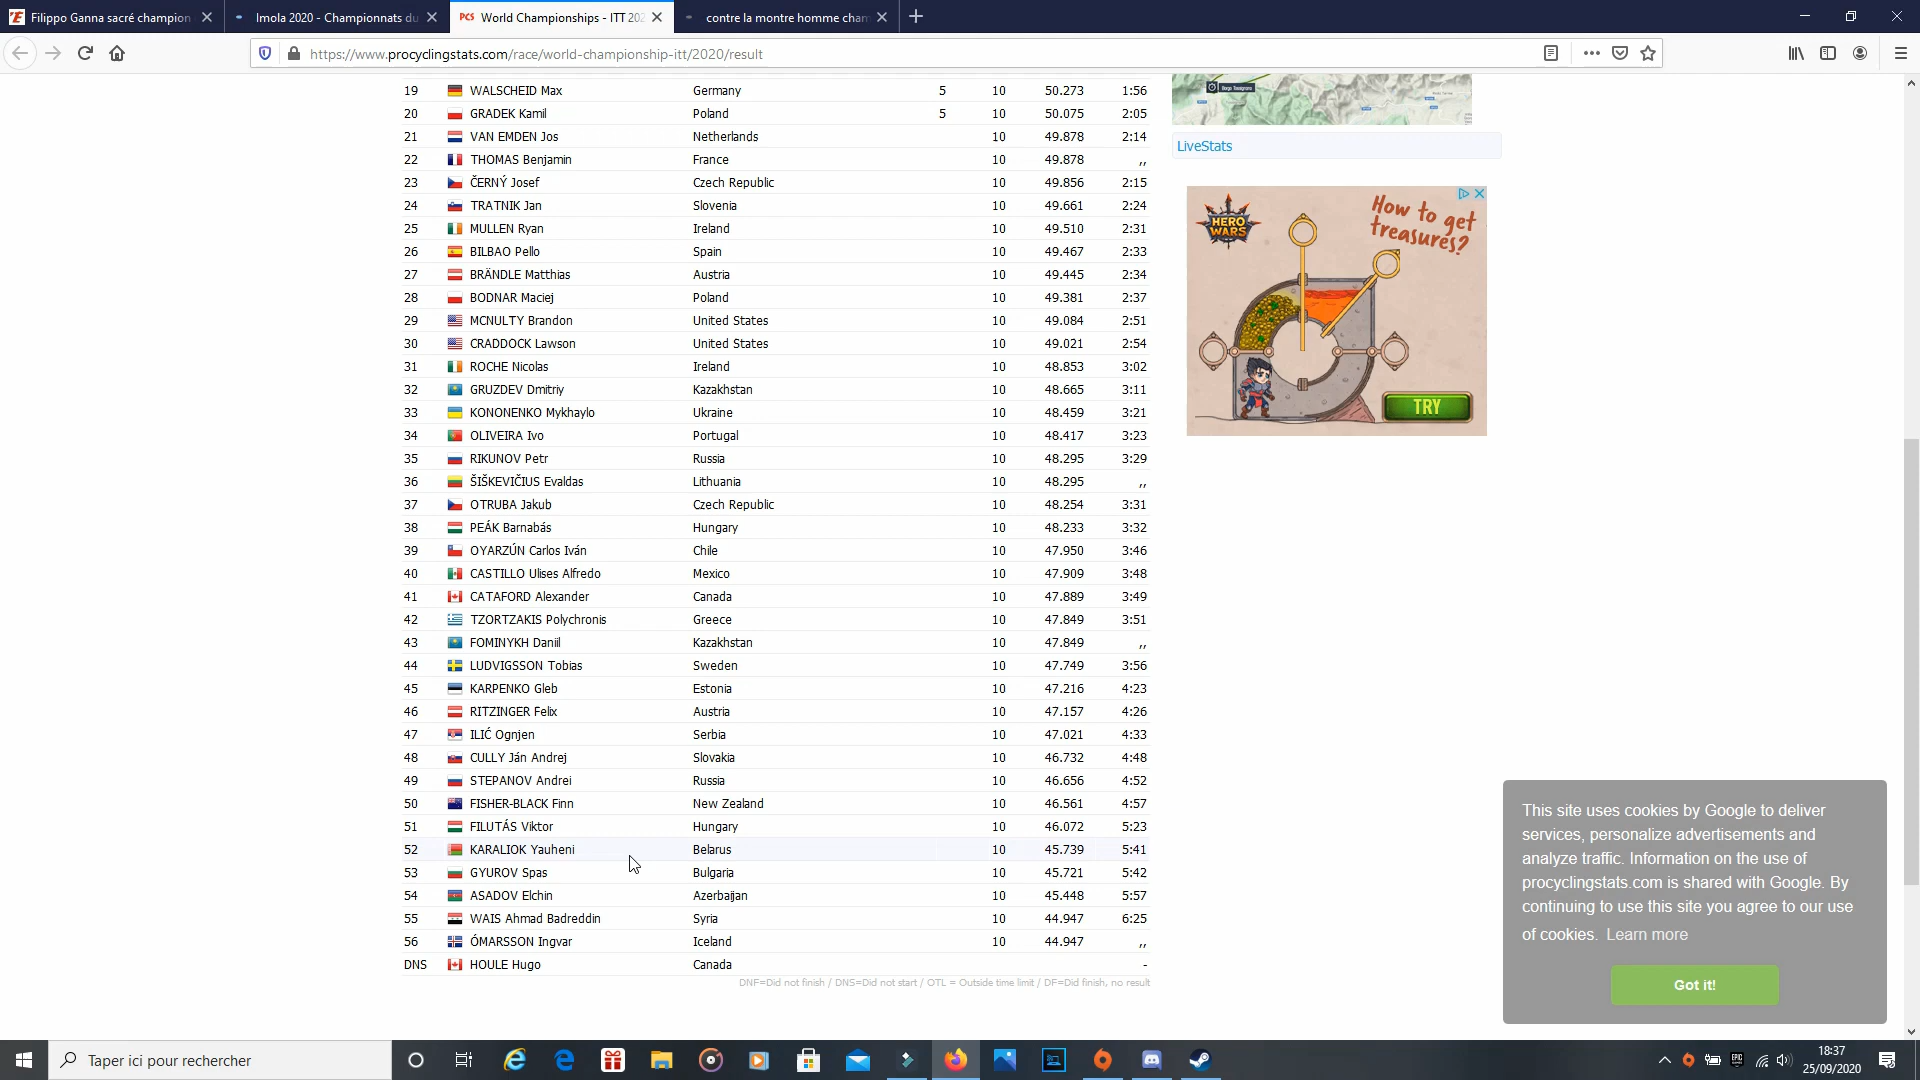 Filippo Ganna sacré champion
Imola 2020 - Championnats du
PCS World Championships - ITT 202
contre la montre homme cham
https://www.procyclingstats.com/race/world-championship-itt/2020/result
19 WALSCHEID Max Germany 5 10 50.273 1:56
20 GRADEK Kamil Poland 5 10 50.075 2:05
21 VAN EMDEN Jos Netherlands 10 49.878 2:14
22 THOMAS Benjamin France 10 49.878 ,,
23 ČERNÝ Josef Czech Republic 10 49.856 2:15
24 TRATNIK Jan Slovenia 10 49.661 2:24
25 MULLEN Ryan Ireland 10 49.510 2:31
26 BILBAO Pello Spain 10 49.467 2:33
27 BRÄNDLE Matthias Austria 10 49.445 2:34
28 BODNAR Maciej Poland 10 49.381 2:37
29 MCNULTY Brandon United States 10 49.084 2:51
30 CRADDOCK Lawson United States 10 49.021 2:54
31 ROCHE Nicolas Ireland 10 48.853 3:02
32 GRUZDEV Dmitriy Kazakhstan 10 48.665 3:11
33 KONONENKO Mykhaylo Ukraine 10 48.459 3:21
34 OLIVEIRA Ivo Portugal 10 48.417 3:23
35 RIKUNOV Petr Russia 10 48.295 3:29
36 ŠIŠKEVIČIUS Evaldas Lithuania 10 48.295 ,,
37 OTRUBA Jakub Czech Republic 10 48.254 3:31
38 PEÁK Barnabás Hungary 10 48.233 3:32
39 OYARZÚN Carlos Iván Chile 10 47.950 3:46
40 CASTILLO Ulises Alfredo Mexico 10 47.909 3:48
41 CATAFORD Alexander Canada 10 47.889 3:49
42 TZORTZAKIS Polychronis Greece 10 47.849 3:51
43 FOMINYKH Daniil Kazakhstan 10 47.849 ,,
44 LUDVIGSSON Tobias Sweden 10 47.749 3:56
45 KARPENKO Gleb Estonia 10 47.216 4:23
46 RITZINGER Felix Austria 10 47.157 4:26
47 ILIĆ Ognjen Serbia 10 47.021 4:33
48 CULLY Ján Andrej Slovakia 10 46.732 4:48
49 STEPANOV Andrei Russia 10 46.656 4:52
50 FISHER-BLACK Finn New Zealand 10 46.561 4:57
51 FILUTÁS Viktor Hungary 10 46.072 5:23
52 KARALIOK Yauheni Belarus 10 45.739 5:41
53 GYUROV Spas Bulgaria 10 45.721 5:42
54 ASADOV Elchin Azerbaijan 10 45.448 5:57
55 WAIS Ahmad Badreddin Syria 10 44.947 6:25
56 ÓMARSSON Ingvar Iceland 10 44.947 ,,
DNS HOULE Hugo Canada -
DNF=Did not finish / DNS=Did not start / OTL = Outside time limit / DF=Did finish, no result
LiveStats
HERO
WARS
How to get
treasures?
TRY
This site uses cookies by Google to deliver
services, personalize advertisements and
analyze traffic. Information on the use of
procyclingstats.com is shared with Google. By
continuing to use this site you agree to our use
of cookies. Learn more
Got it!
Taper ici pour rechercher
EPIC
18:37
25/09/2020